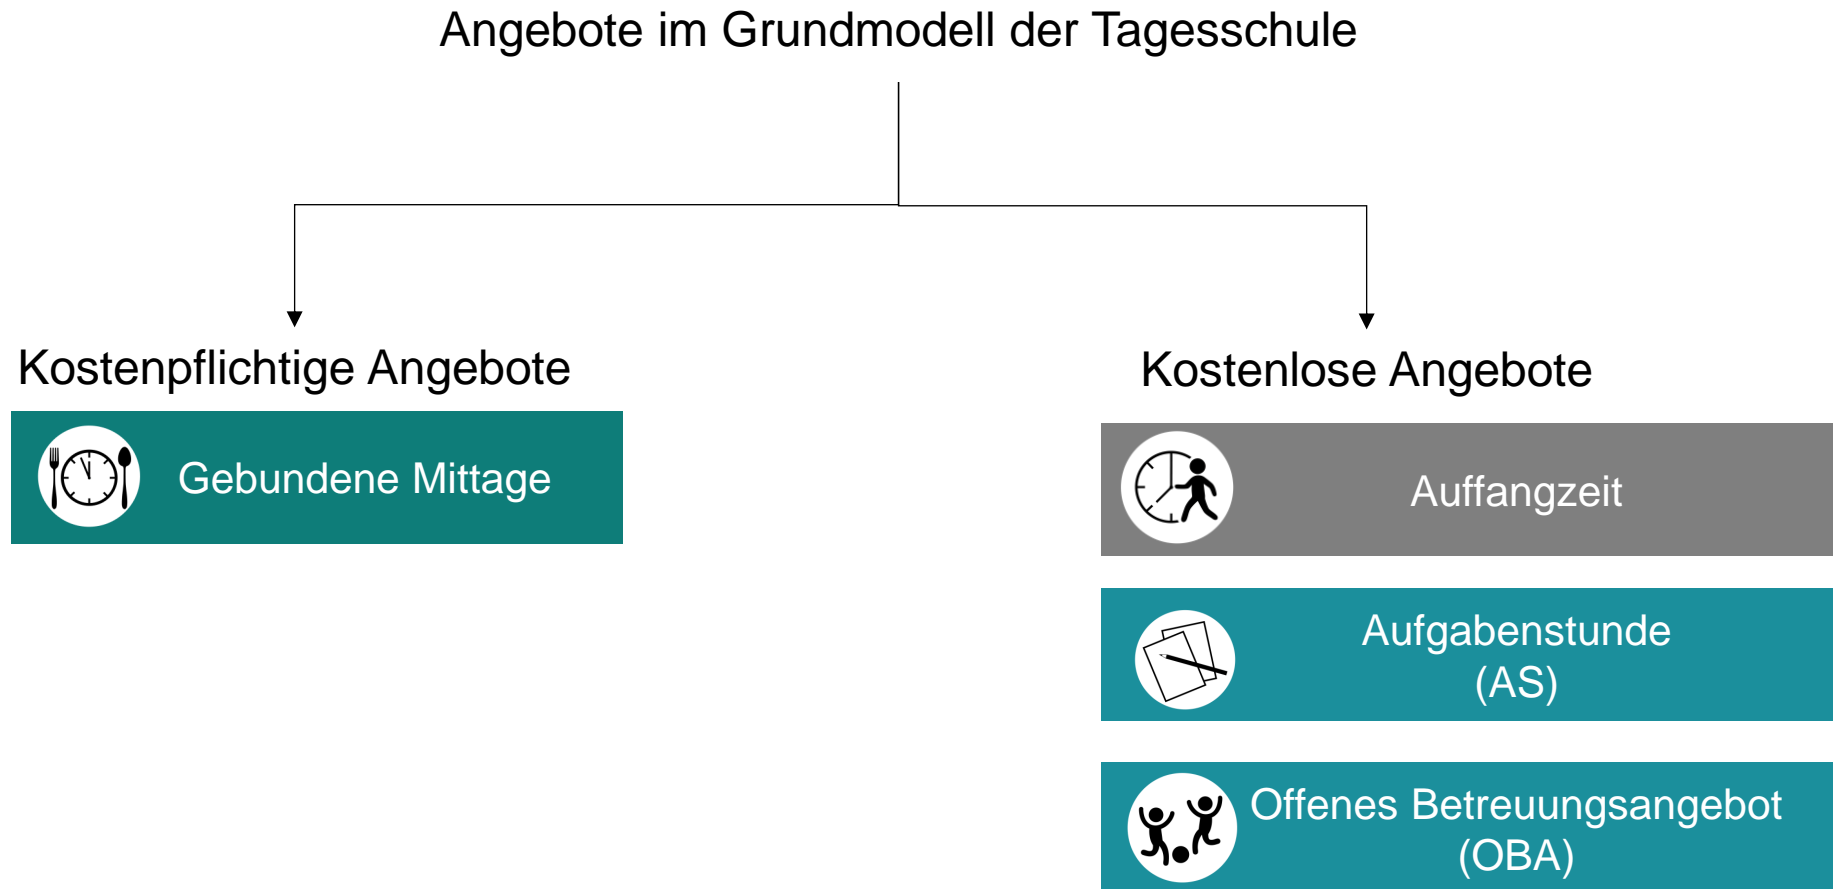 Angebote im Grundmodell der Tagesschule
Kostenpflichtige Angebote
Gebundene Mittage
Kostenlose Angebote
Auffangzeit
Aufgabenstunde
(AS)
Offenes Betreuungsangebot
(OBA)